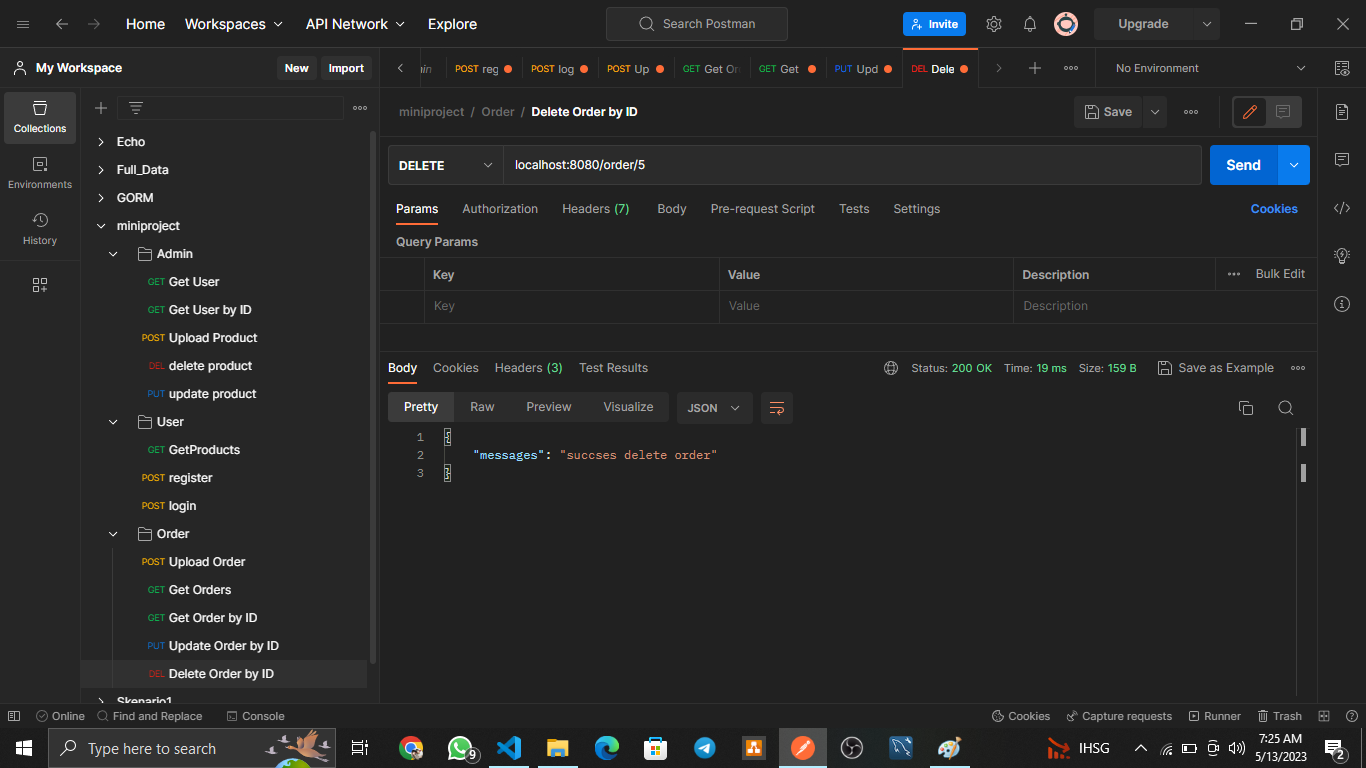 Home Workspaces API Network Explore Search Postman Invite Upgrade
My Workspace New Import
min POST reg POST log POST Up GET Get On GET Get PUT Upd DEL Dele No Environment
Collections
Environments
History
Echo
Full_Data
GORM
miniproject
Admin
GET Get User
GET Get User by ID
POST Upload Product
DEL delete product
PUT update product
User
GET GetProducts
POST register
POST login
Order
POST Upload Order
GET Get Orders
GET Get Order by ID
PUT Update Order by ID
DEL Delete Order by ID
Skenario1
miniproject / Order / Delete Order by ID Save
DELETE localhost:8080/order/5 Send
Params Authorization Headers (7) Body Pre-request Script Tests Settings Cookies
Query Params
Key Value Description Bulk Edit
Key Value Description
Body Cookies Headers (3) Test Results Status: 200 OK Time: 19 ms Size: 159 B Save as Example
Pretty Raw Preview Visualize JSON
1 {
2 "messages": "succses delete order"
3 }
Online Find and Replace Console Cookies Capture requests Runner Trash
Type here to search 9 IHSG 7:25 AM
5/13/2023 2